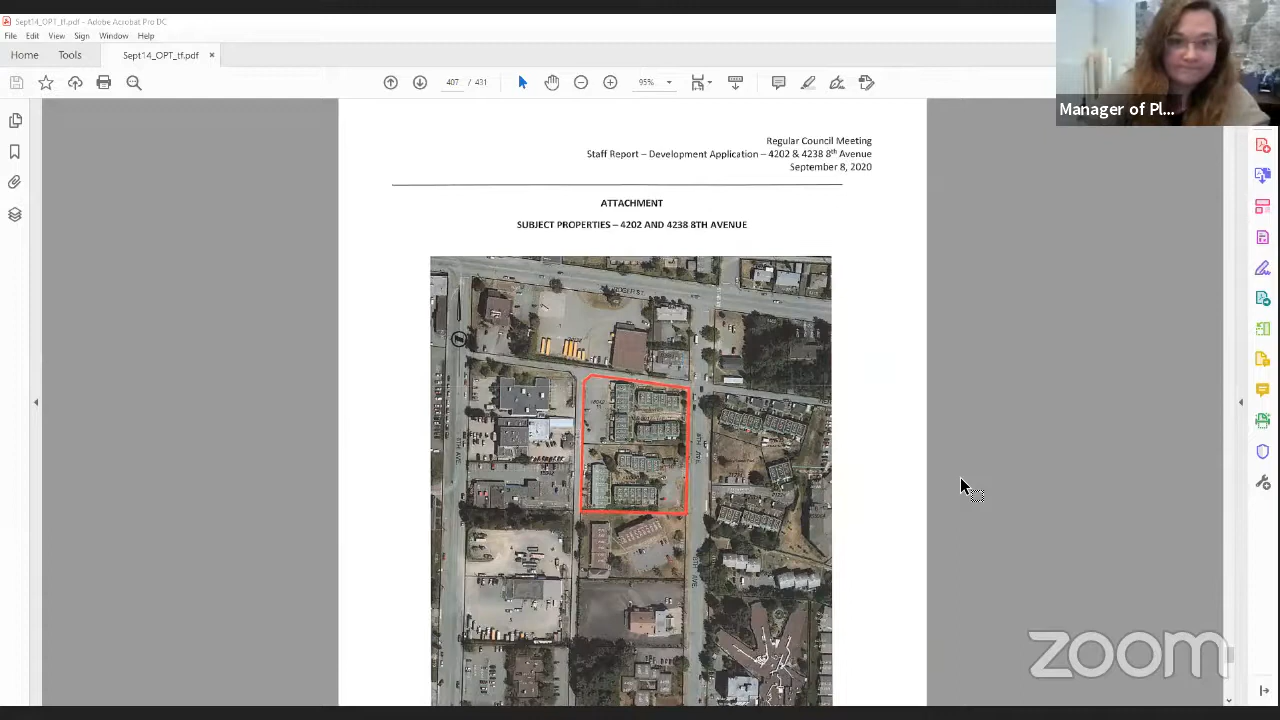 Sept14_OPT_tf.pdf - Adobe Acrobat Pro DC
File Edit View Sign Window Help
Home Tools Sept14_OPT_tf.pdf ×
407 / 431 95%
Manager of Pl...
Regular Council Meeting
Staff Report – Development Application – 4202 & 4238 8th Avenue
September 8, 2020
ATTACHMENT
SUBJECT PROPERTIES – 4202 AND 4238 8TH AVENUE
8TH AVE.
zoom